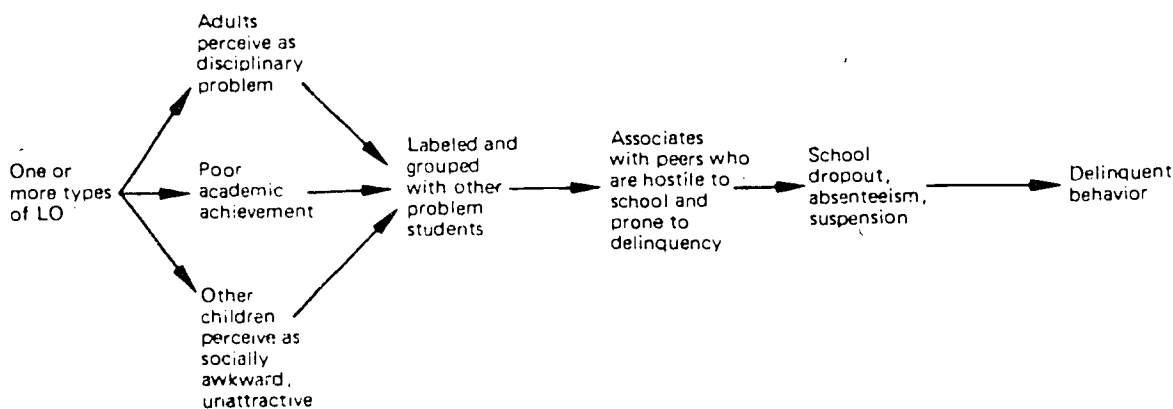 One or
more types
of LO
Adults
perceive as
disciplinary
problem
Poor
academic
achievement
Other
children
perceive as
socially
awkward,
unattractive
Labeled and
grouped
with other
problem
students
Associates
with peers who
are hostile to
school and
prone to
delinquency
School
dropout,
absenteeism,
suspension
Delinquent
behavior